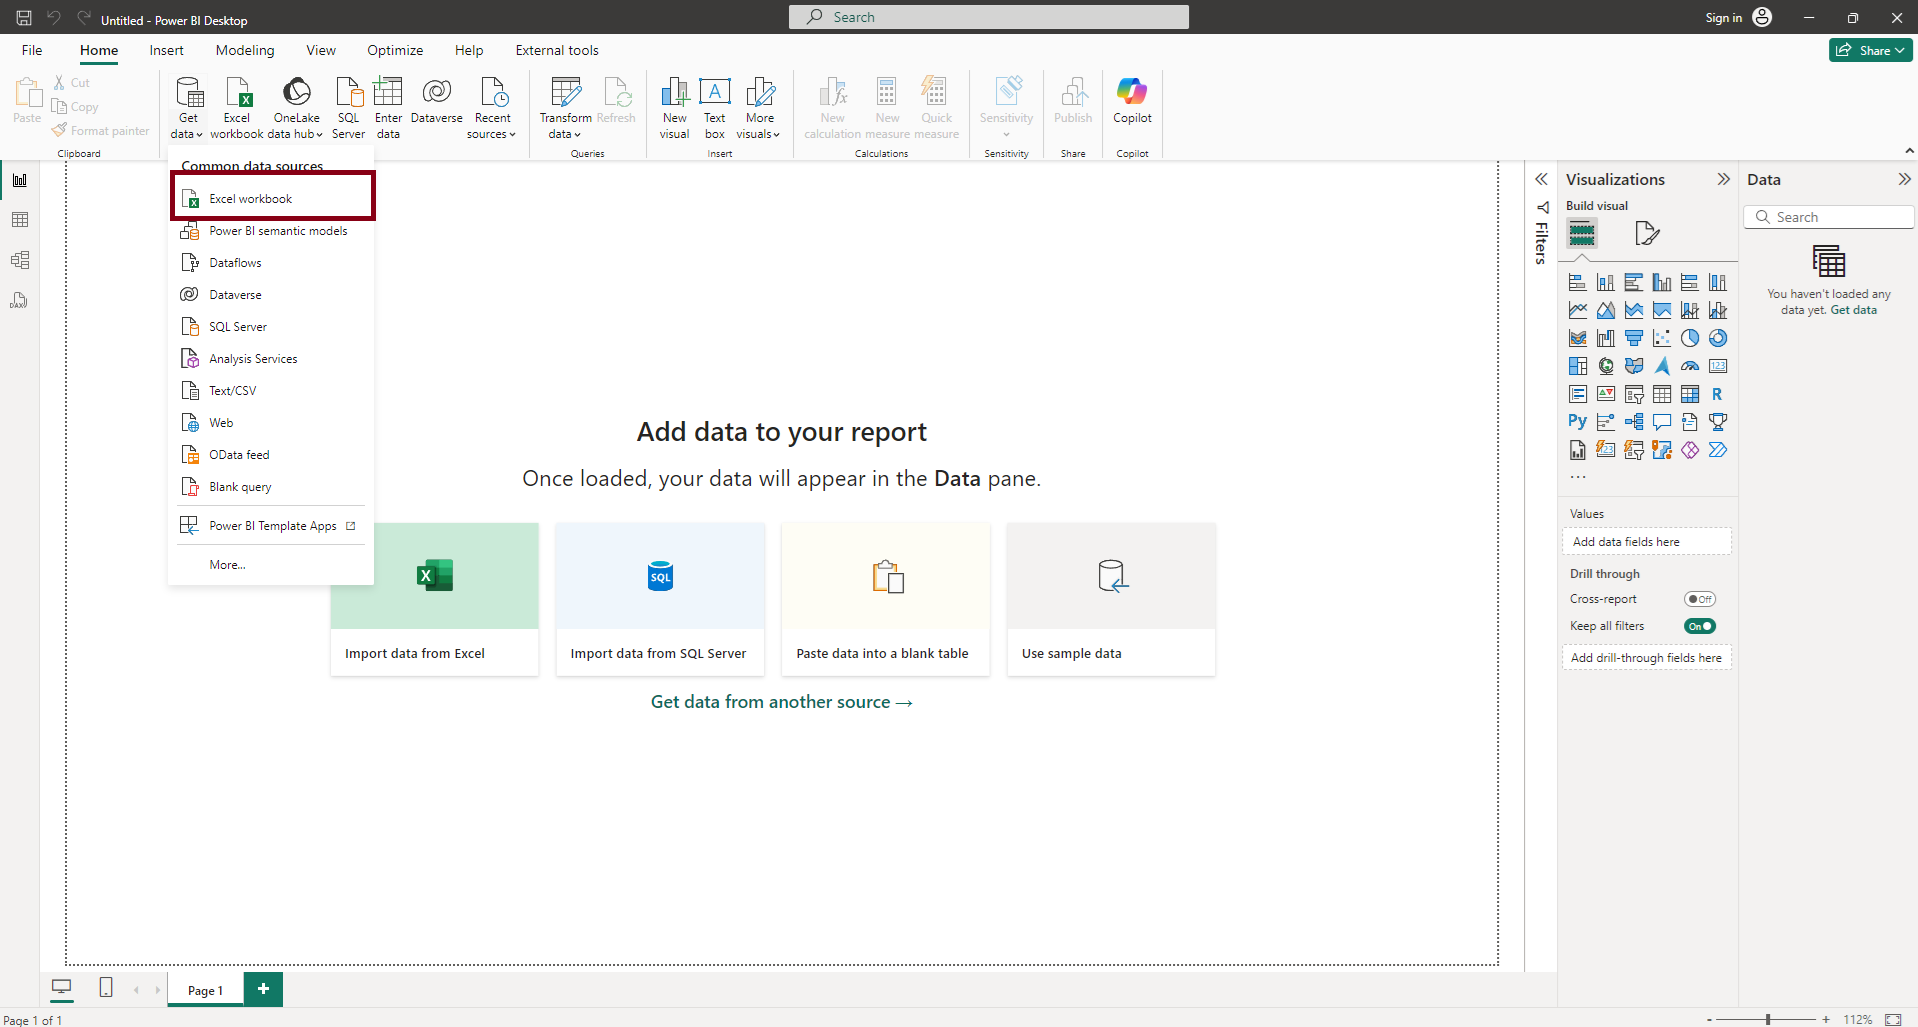 Untitled - Power BI Desktop
Search
Sign in
File
Home
Insert
Modeling
View
Optimize
Help
External tools
Share
Paste
Cut
Copy
Format painter
Clipboard
Get data
Excel workbook
OneLake data hub
SQL Server
Enter data
Dataverse
Recent sources
Transform data
Refresh
Queries
New visual
Text box
More visuals
Insert
New calculation
New measure
Quick measure
Calculations
Sensitivity
Sensitivity
Publish
Share
Copilot
Copilot
Common data sources
Excel workbook
Power BI semantic models
Dataflows
Dataverse
SQL Server
Analysis Services
Text/CSV
Web
OData feed
Blank query
Power BI Template Apps
More...
Add data to your report
Once loaded, your data will appear in the Data pane.
SQL
Import data from Excel
Import data from SQL Server
Paste data into a blank table
Use sample data
Get data from another source →
Filters
Visualizations
Build visual
123
R
Py
123
...
Values
Add data fields here
Drill through
Cross-report
Off
Keep all filters
On
Add drill-through fields here
Data
Search
You haven't loaded any
data yet. Get data
Page 1
+
Page 1 of 1
- + 112%